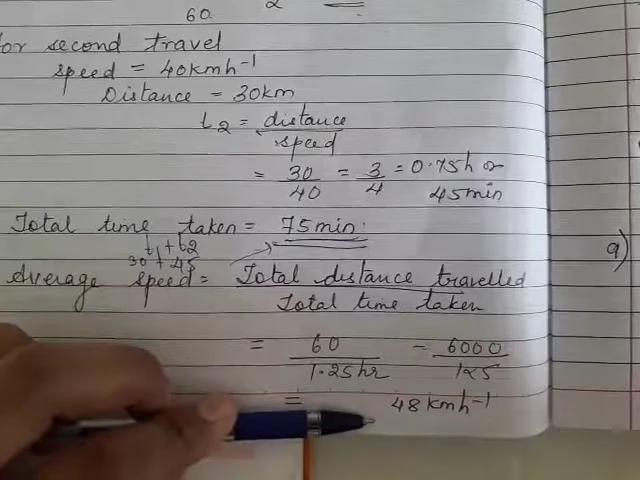 60 2
for second travel
speed = 40kmh-1
Distance = 30km
t2 = distance
speed
= 30 = 3 = 0.75h or
40 4 45min
Total time taken = 75min.
t1 + t2
30 + 45
Average speed = Total distance travelled
Total time taken
= 60 = 6000
1.25hr 125
= 48 kmh-1
9)